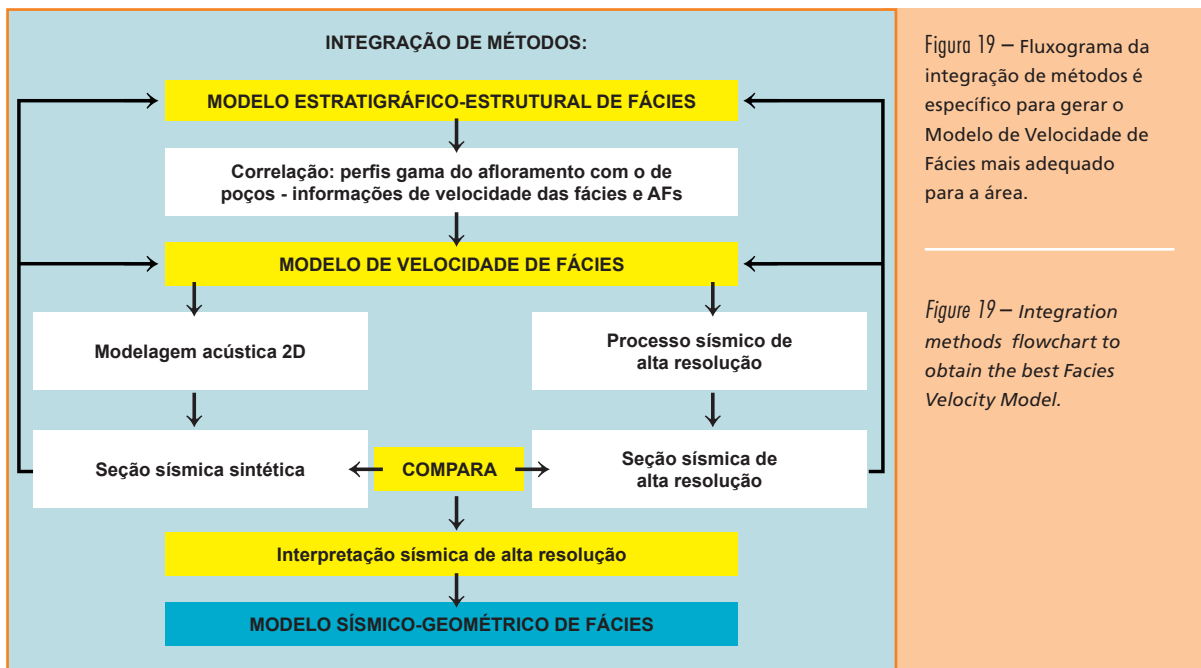 INTEGRAÇÃO DE MÉTODOS:
MODELO ESTRATIGRÁFICO-ESTRUTURAL DE FÁCIES
Correlação: perfis gama do afloramento com o de
poços - informações de velocidade das fácies e AFs
MODELO DE VELOCIDADE DE FÁCIES
Modelagem acústica 2D
Processo sísmico de
alta resolução
Seção sísmica sintética
COMPARA
Seção sísmica de
alta resolução
Interpretação sísmica de alta resolução
MODELO SÍSMICO-GEOMÉTRICO DE FÁCIES
Figura 19 – Fluxograma da
integração de métodos é
específico para gerar o
Modelo de Velocidade de
Fácies mais adequado
para a área.
Figure 19 – Integration
methods flowchart to
obtain the best Facies
Velocity Model.